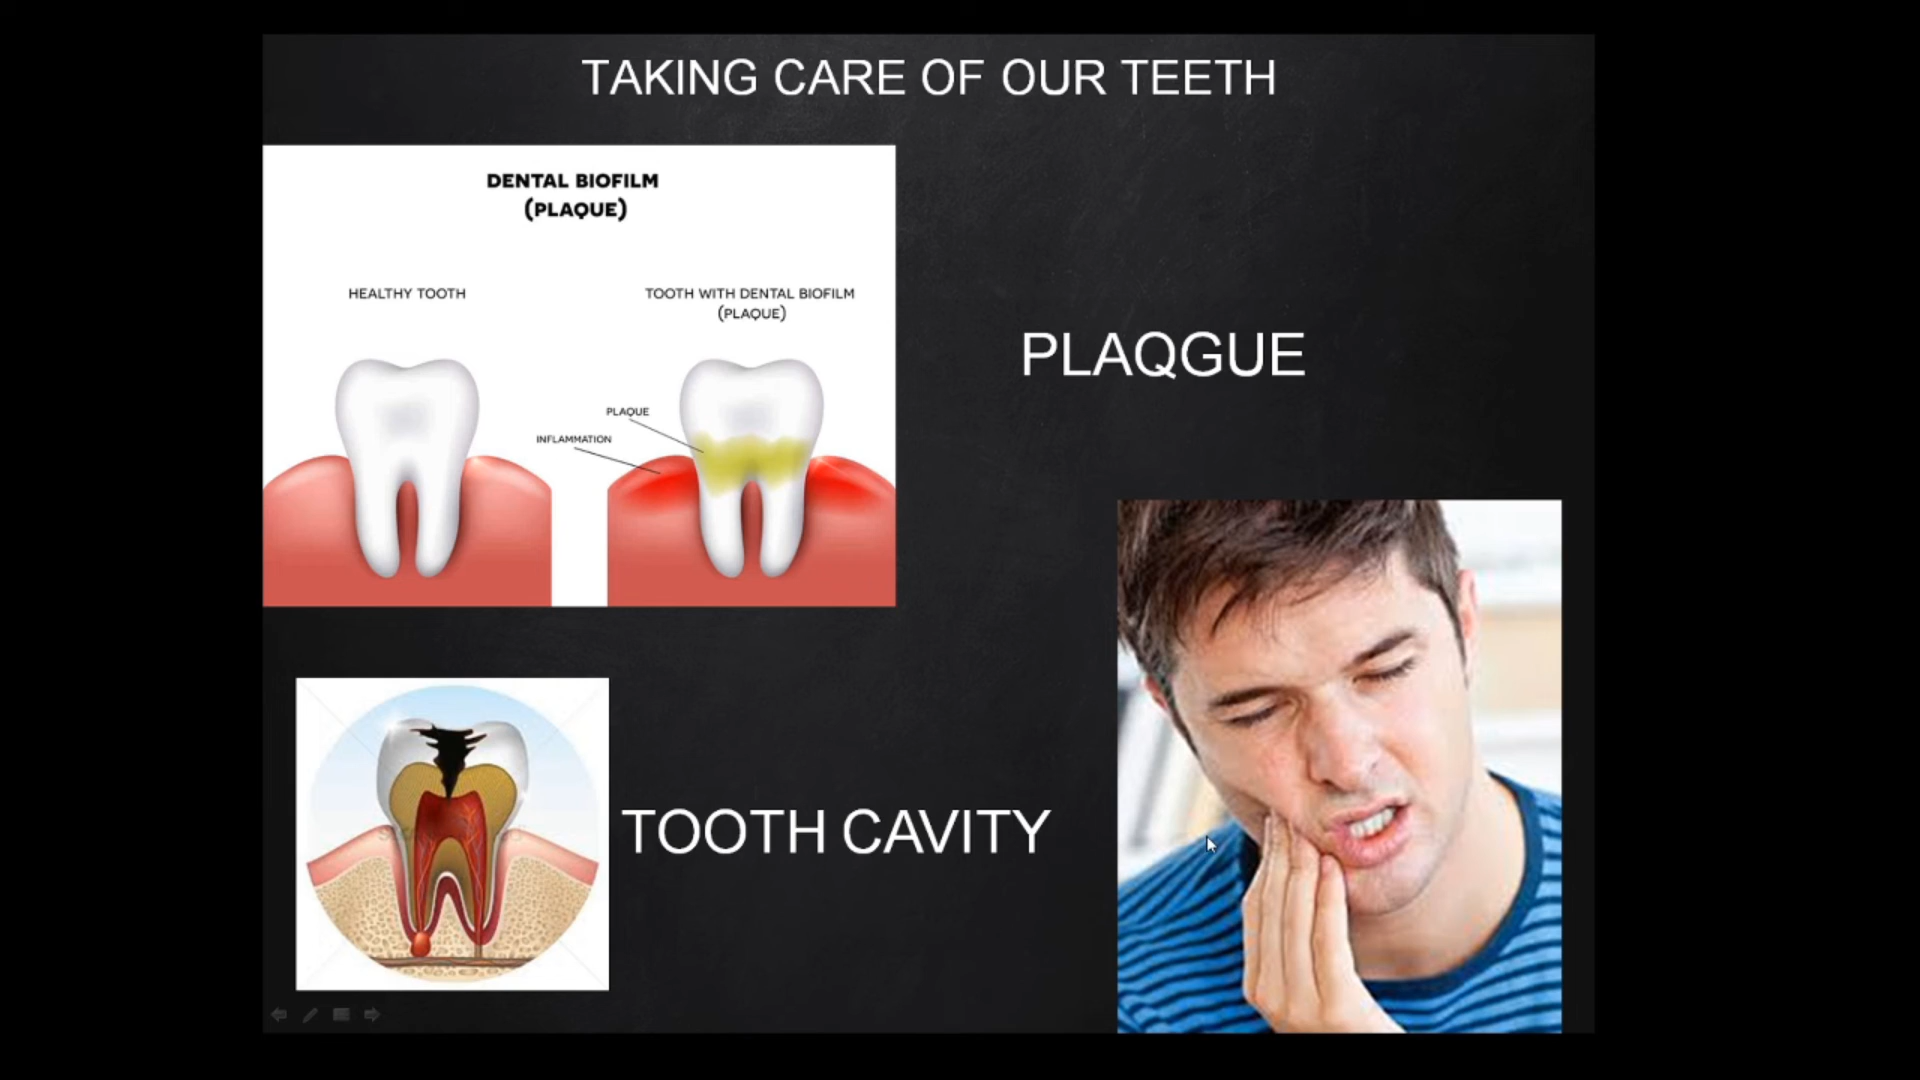 TAKING CARE OF OUR TEETH
DENTAL BIOFILM
(PLAQUE)
HEALTHY TOOTH
TOOTH WITH DENTAL BIOFILM
(PLAQUE)
PLAQUE
INFLAMMATION
PLAQGUE
TOOTH CAVITY